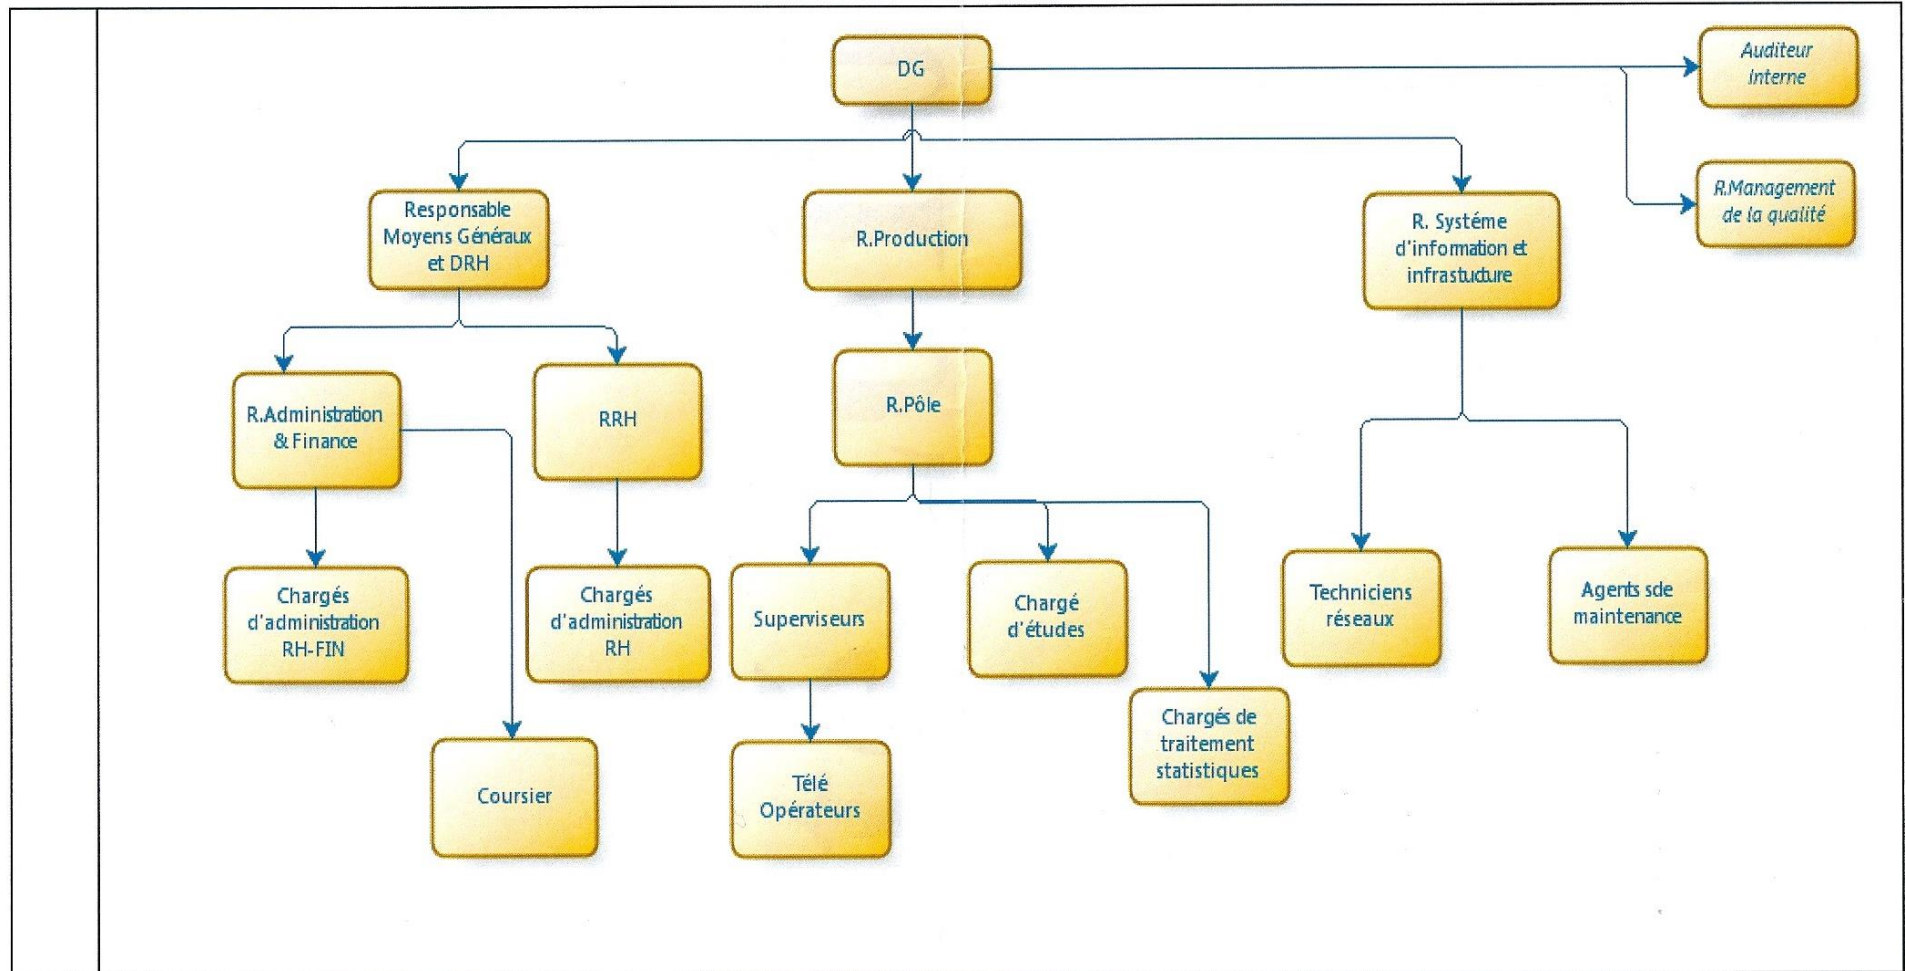 DG
Auditeur
Interne
R.Management
de la qualité
Responsable
Moyens Généraux
et DRH
R.Production
R. Systéme
d'information et
infrastucture
R.Administration
& Finance
RRH
R.Pôle
Chargés
d'administration
RH-FIN
Chargés
d'administration
RH
Superviseurs
Chargé
d'études
Techniciens
réseaux
Agents sde
maintenance
Coursier
Télé
Opérateurs
Chargés de
traitement
statistiques